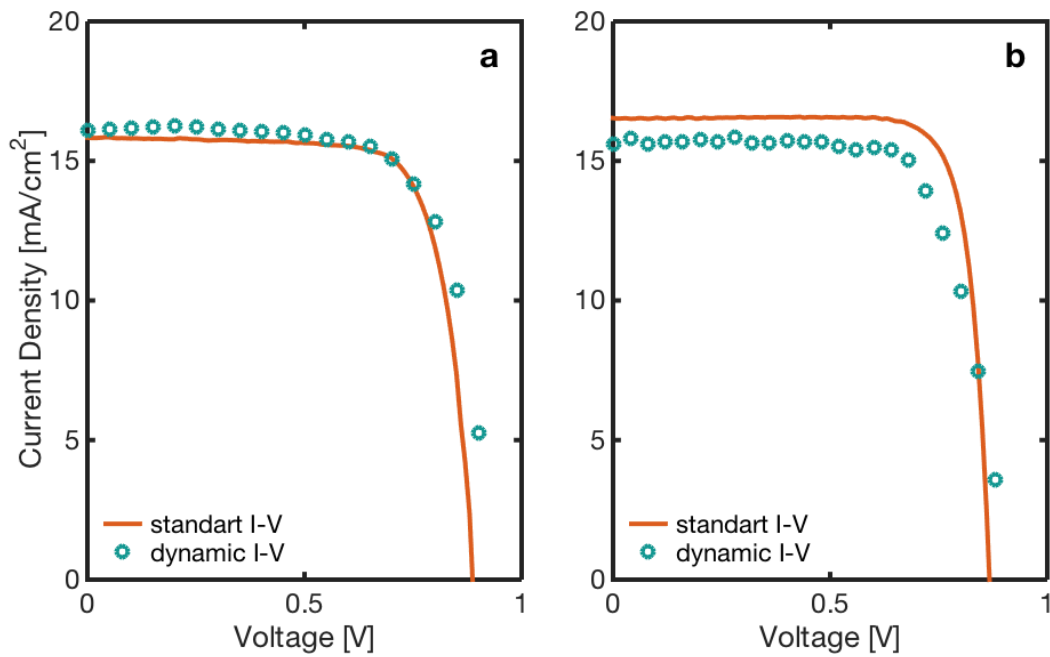 a
20
15
10
5
0
Current Density [mA/cm²]
standart I-V
dynamic I-V
0
0.5
1
Voltage [V]
b
20
15
10
5
0
standart I-V
dynamic I-V
0
0.5
1
Voltage [V]